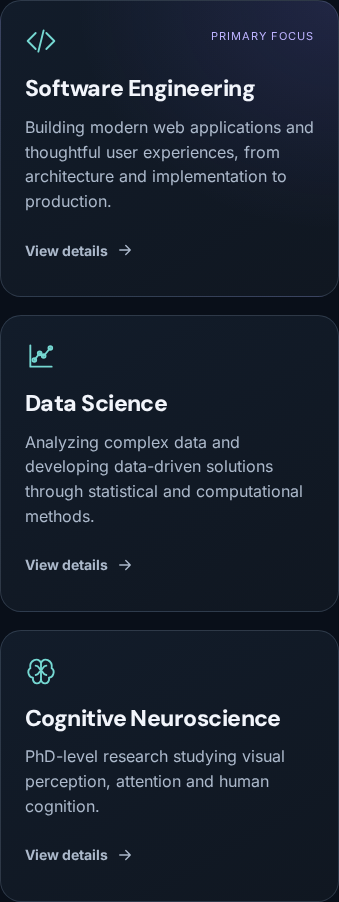 PRIMARY FOCUS
Software Engineering
Building modern web applications and
thoughtful user experiences, from
architecture and implementation to
production.
View details →
Data Science
Analyzing complex data and
developing data-driven solutions
through statistical and computational
methods.
View details →
Cognitive Neuroscience
PhD-level research studying visual
perception, attention and human
cognition.
View details →